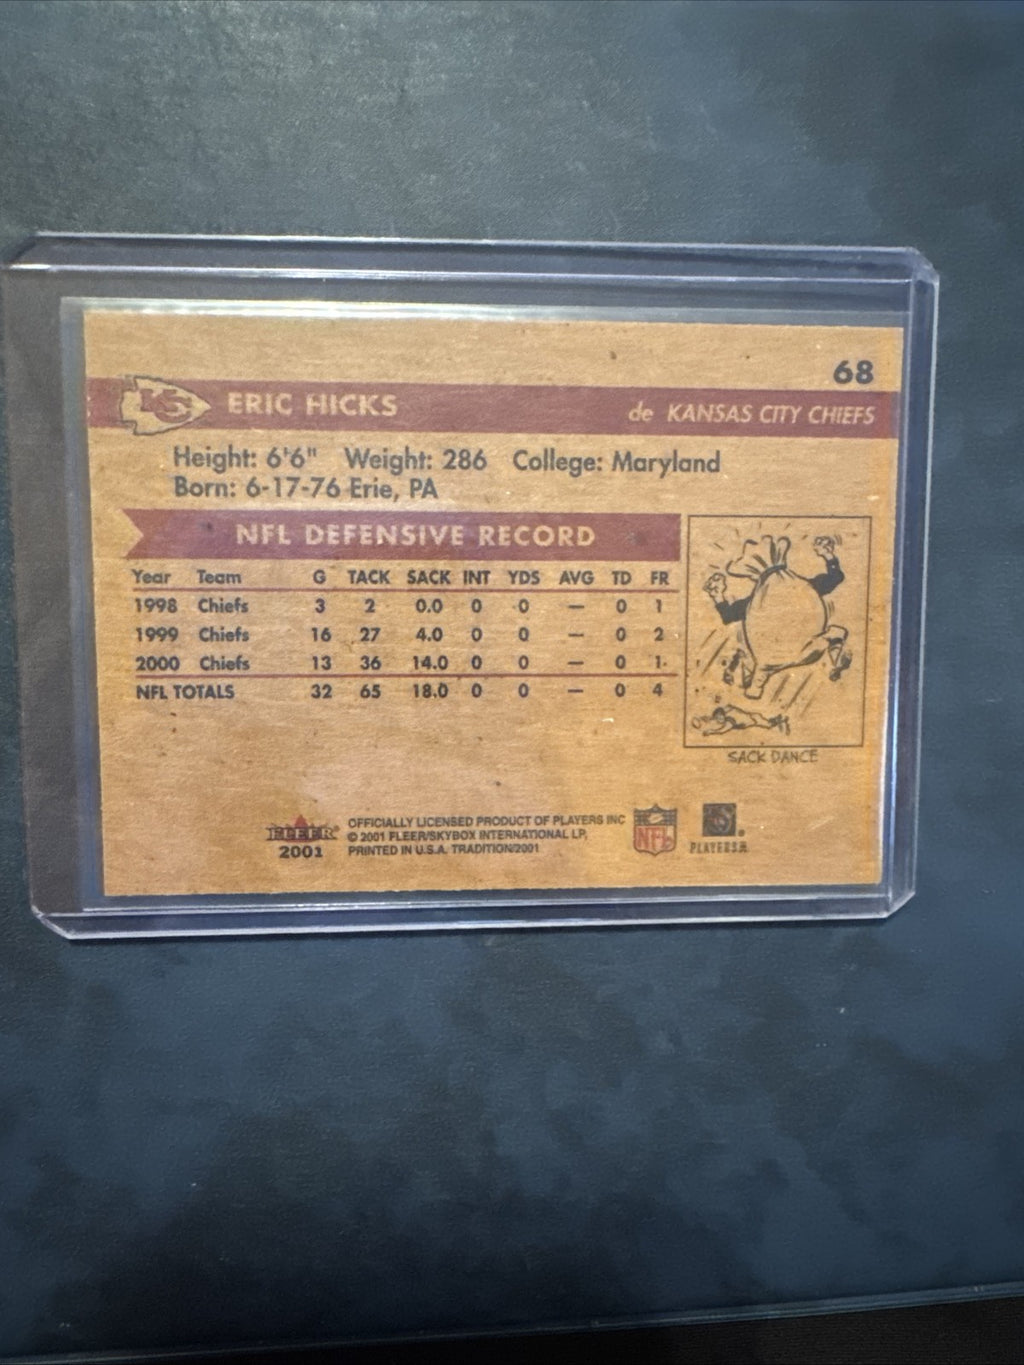 68
KC ERIC HICKS de KANSAS CITY CHIEFS
Height: 6'6" Weight: 286 College: Maryland
Born: 6-17-76 Erie, PA
NFL DEFENSIVE RECORD
Year Team G TACK SACK INT YDS AVG TD FR
1998 Chiefs 3 2 0.0 0 0 — 0 1
1999 Chiefs 16 27 4.0 0 0 — 0 2
2000 Chiefs 13 36 14.0 0 0 — 0 1
NFL TOTALS 32 65 18.0 0 0 — 0 4
SACK DANCE
FLEER
2001
OFFICIALLY LICENSED PRODUCT OF PLAYERS INC
© 2001 FLEER/SKYBOX INTERNATIONAL LP,
PRINTED IN U.S.A. TRADITION/2001
NFL
PLAYERS